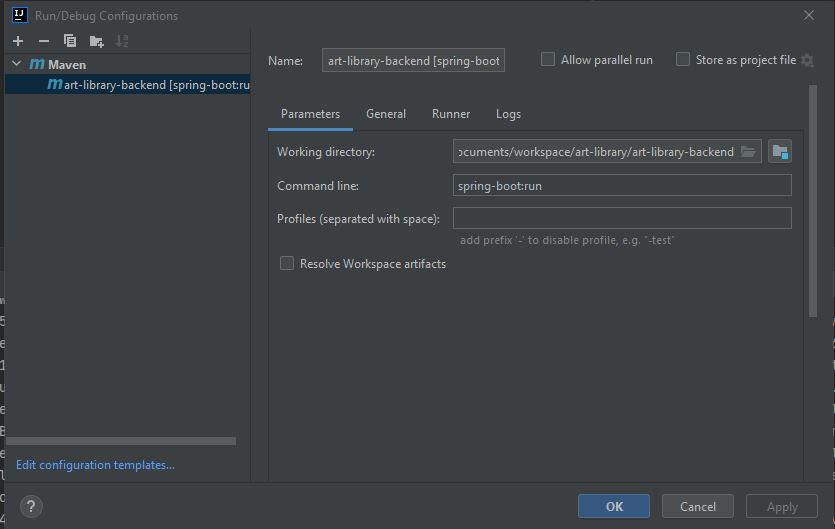 IJ Run/Debug Configurations
Maven
art-library-backend [spring-boot:ru
Name: art-library-backend [spring-boot Allow parallel run Store as project file
Parameters General Runner Logs
Working directory: ocuments/workspace/art-library/art-library-backend
Command line: spring-boot:run
Profiles (separated with space):
add prefix '-' to disable profile, e.g. "-test"
Resolve Workspace artifacts
Edit configuration templates...
? OK Cancel Apply